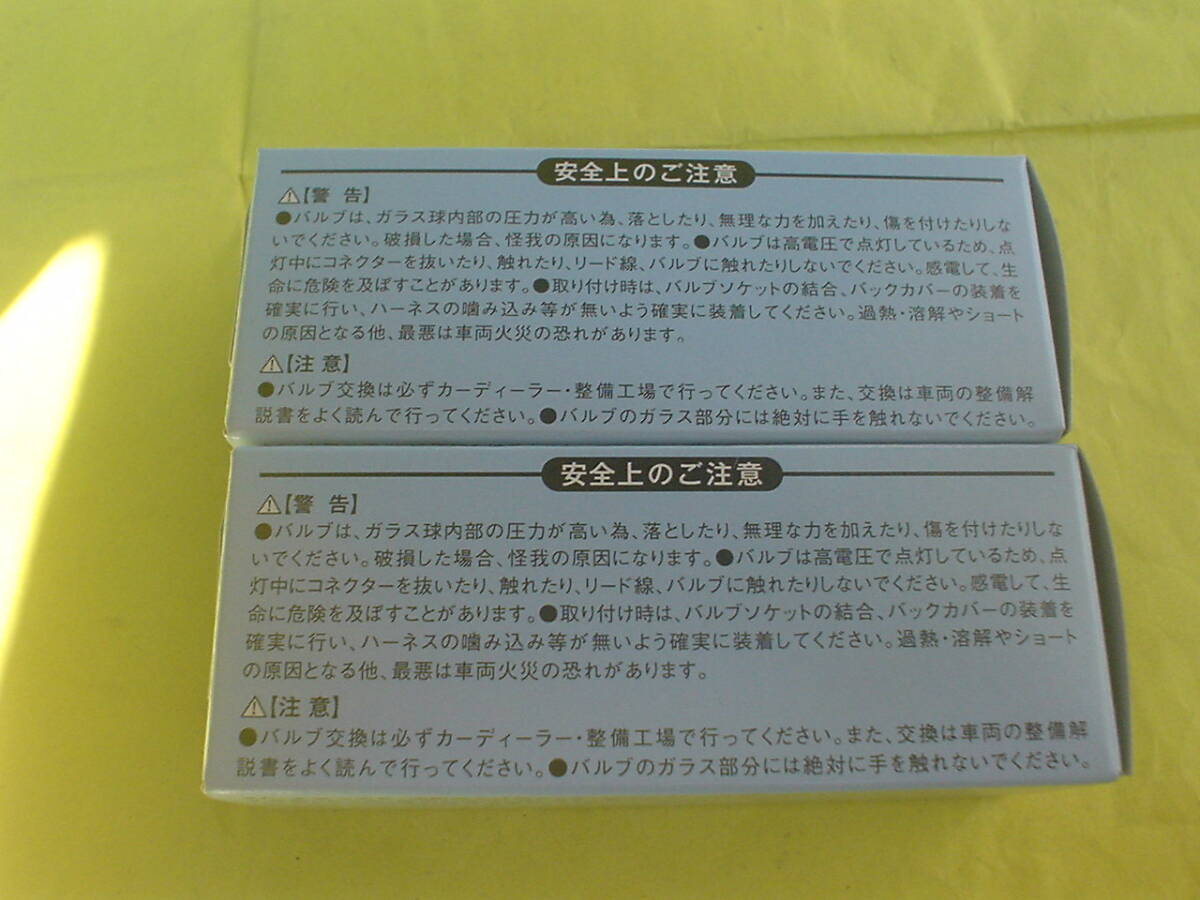 安全上のご注意
⚠【警 告】
●バルブは、ガラス球内部の圧力が高い為、落としたり、無理な力を加えたり、傷を付けたりしな
いでください。破損した場合、怪我の原因になります。●バルブは高電圧で点灯しているため、点
灯中にコネクターを抜いたり、触れたり、リード線、バルブに触れたりしないでください。感電して、生
命に危険を及ぼすことがあります。●取り付け時は、バルブソケットの結合、バックカバーの装着を
確実に行い、ハーネスの噛み込み等が無いよう確実に装着してください。過熱・溶解やショート
の原因となる他、最悪は車両火災の恐れがあります。
⚠【注 意】
●バルブ交換は必ずカーディーラー・整備工場で行ってください。また、交換は車両の整備解
説書をよく読んで行ってください。●バルブのガラス部分には絶対に手を触れないでください。
安全上のご注意
⚠【警 告】
●バルブは、ガラス球内部の圧力が高い為、落としたり、無理な力を加えたり、傷を付けたりしな
いでください。破損した場合、怪我の原因になります。●バルブは高電圧で点灯しているため、点
灯中にコネクターを抜いたり、触れたり、リード線、バルブに触れたりしないでください。感電して、生
命に危険を及ぼすことがあります。●取り付け時は、バルブソケットの結合、バックカバーの装着を
確実に行い、ハーネスの噛み込み等が無いよう確実に装着してください。過熱・溶解やショート
の原因となる他、最悪は車両火災の恐れがあります。
⚠【注 意】
●バルブ交換は必ずカーディーラー・整備工場で行ってください。また、交換は車両の整備解
説書をよく読んで行ってください。●バルブのガラス部分には絶対に手を触れないでください。